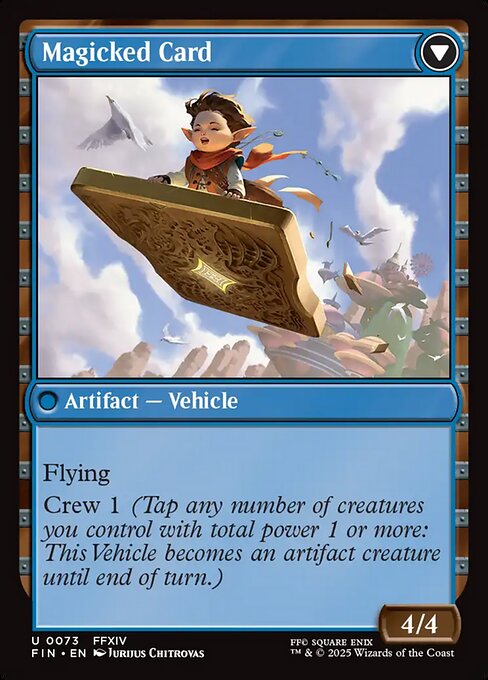 Magicked Card
Artifact — Vehicle
Flying
Crew 1 (Tap any number of creatures
you control with total power 1 or more:
This Vehicle becomes an artifact creature
until end of turn.)
4/4
U 0073 FFXIV
FIN • EN Jurijus Chitrovas
FF© SQUARE ENIX
™ & © 2025 Wizards of the Coast